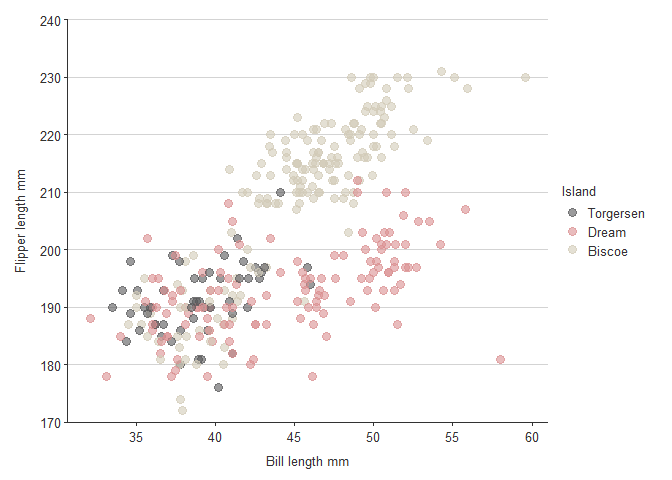 240
230
220
210
200
190
180
170
Flipper length mm
35 40 45 50 55 60
Bill length mm
Island
Torgersen
Dream
Biscoe